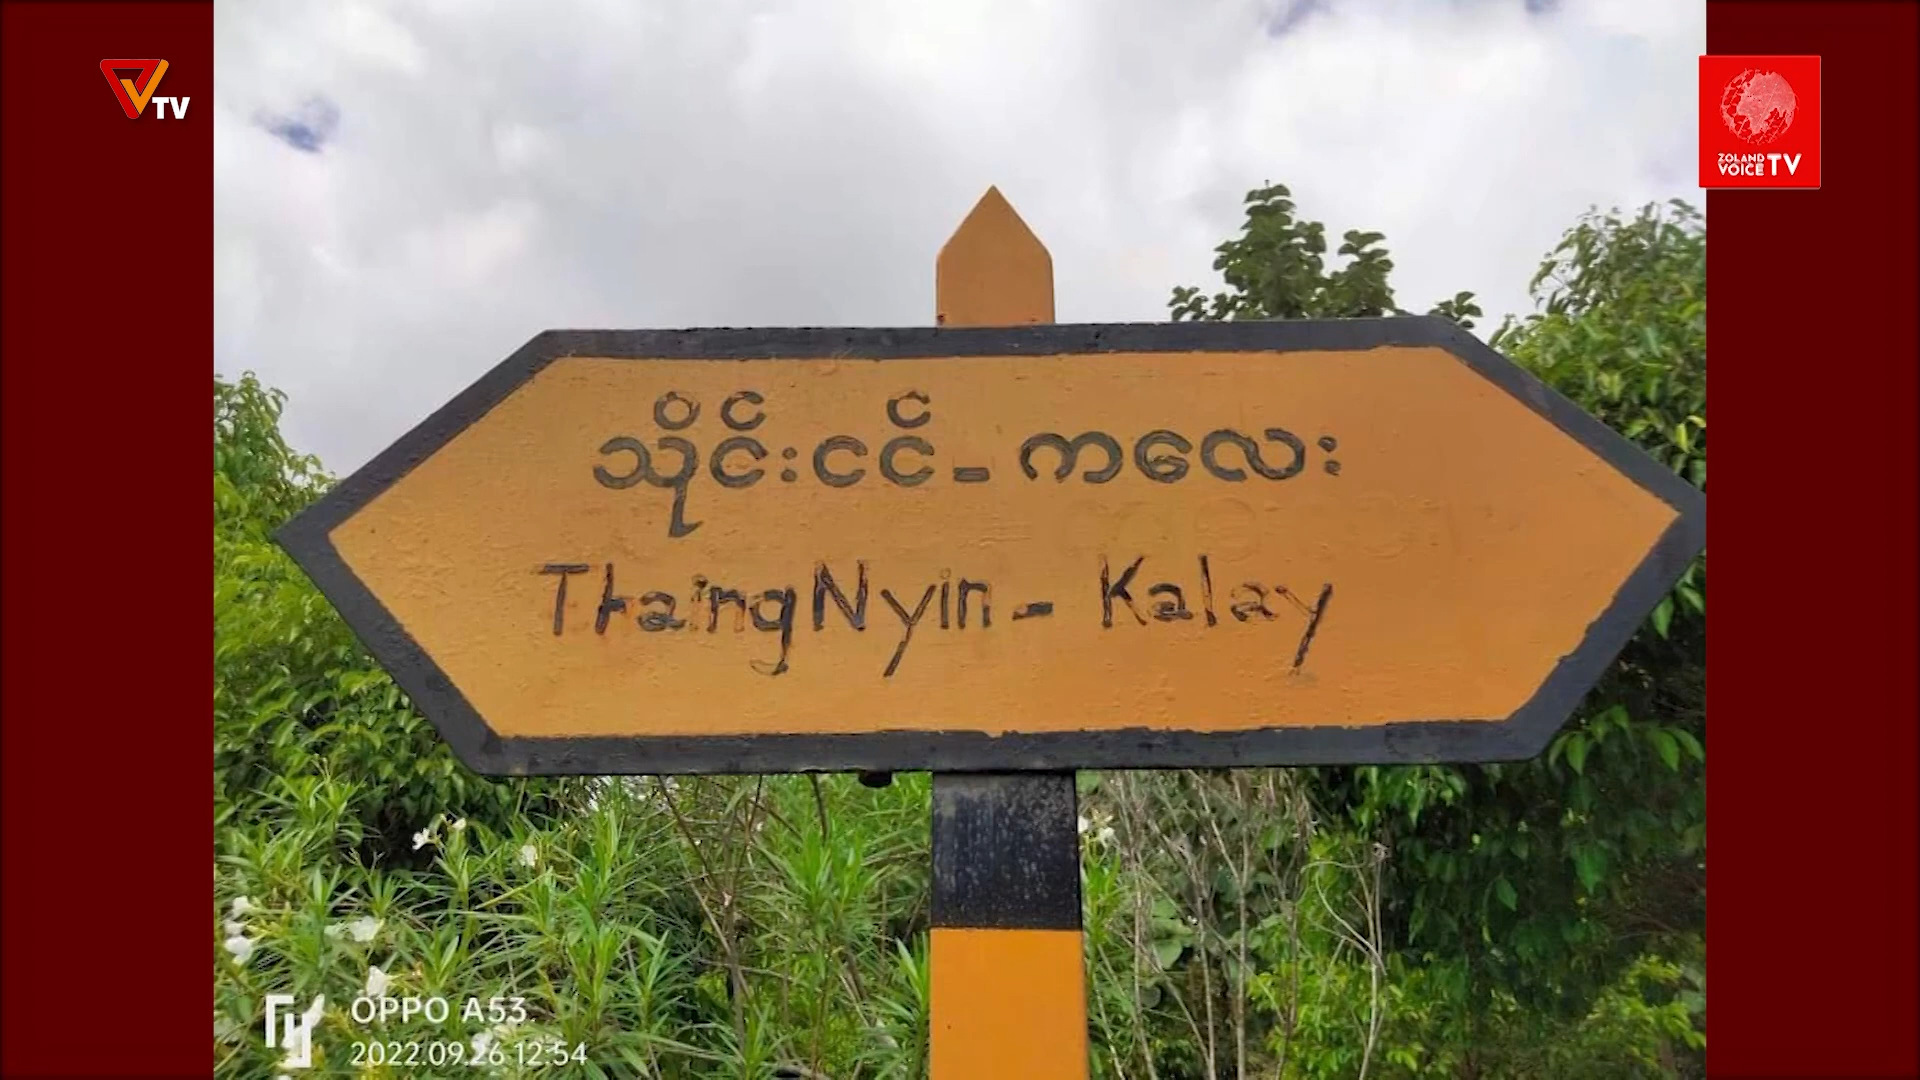 TV
ZOLAND
VOICE TV
သိုင်းငင်-ကလေး
ThaingNyin - Kalay
OPPO A53.
2022.09.26 12:54